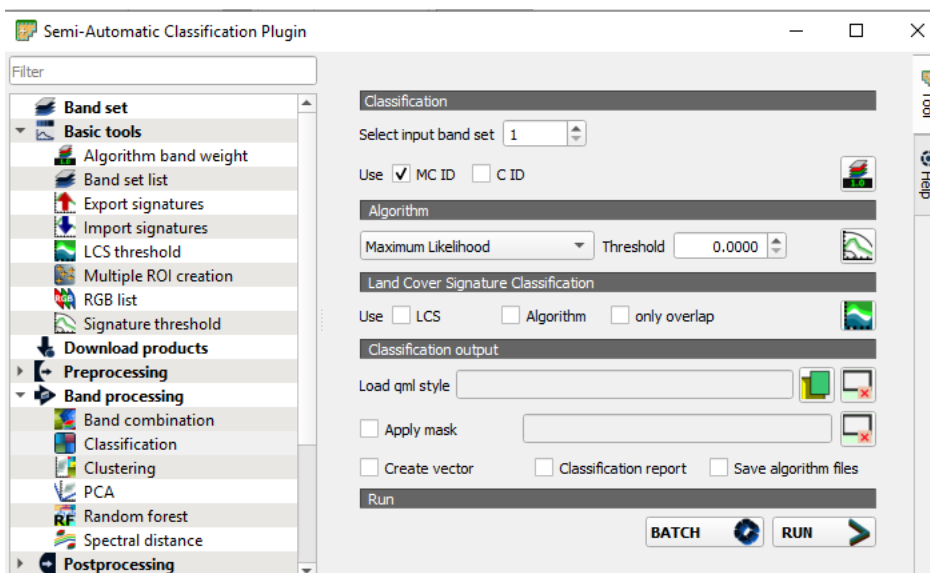 Semi-Automatic Classification Plugin
Filter
Band set
Basic tools
Algorithm band weight
Band set list
Export signatures
Import signatures
LCS threshold
Multiple ROI creation
RGB list
Signature threshold
Download products
Preprocessing
Band processing
Band combination
Classification
Clustering
PCA
RF Random forest
Spectral distance
Postprocessing
Classification
Select input band set 1
Use MC ID C ID
1.0
Algorithm
Maximum Likelihood Threshold 0.0000
Land Cover Signature Classification
Use LCS Algorithm only overlap
Classification output
Load qml style
Apply mask
Create vector Classification report Save algorithm files
Run
BATCH RUN
Help